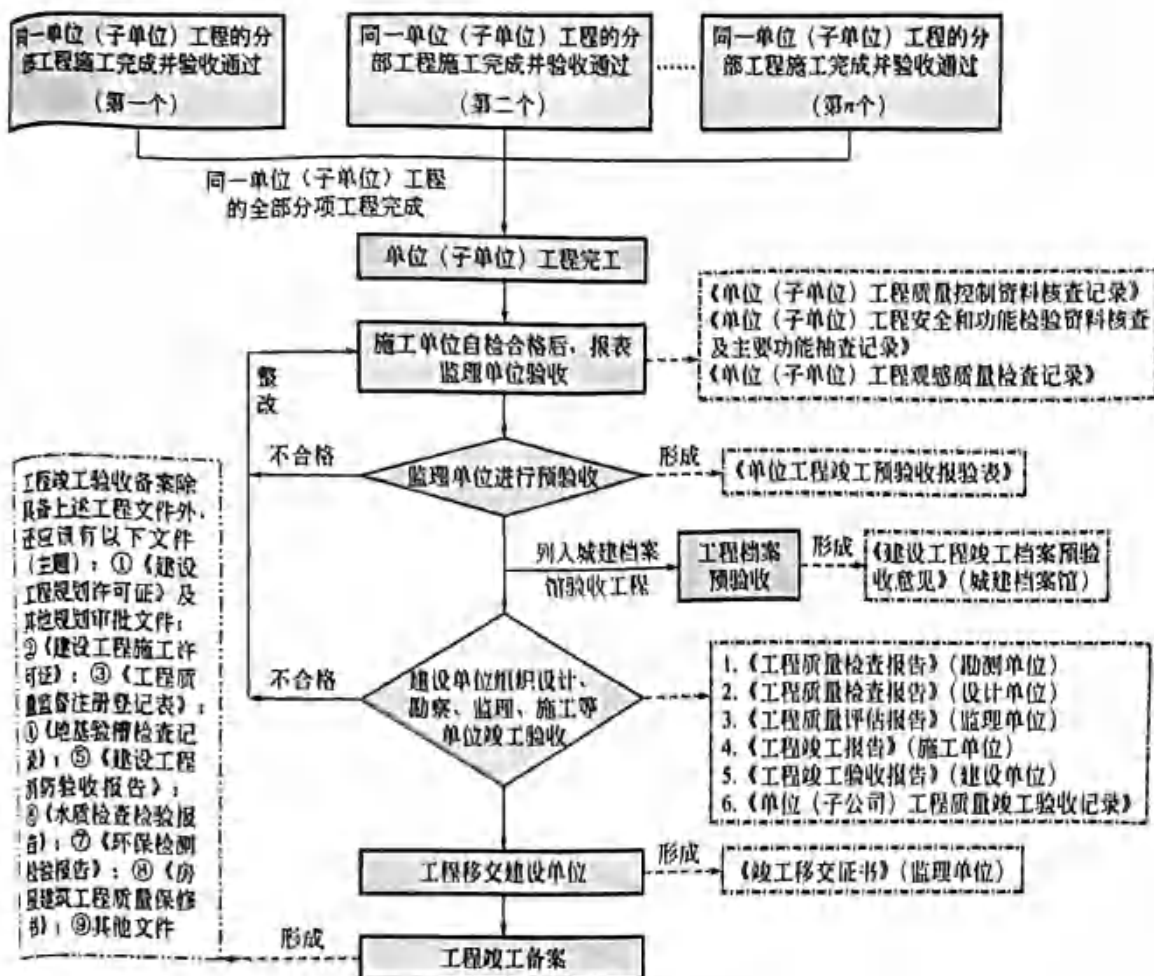 同一单位（子单位）工程的分
部工程施工完成并验收通过
（第一个）
同一单位（子单位）工程的分
部工程施工完成并验收通过
（第二个）
……
同一单位（子单位）工程的分
部工程施工完成并验收通过
（第n个）
同一单位（子单位）工程
的全部分项工程完成
单位（子单位）工程完工
施工单位自检合格后，报表
监理单位验收
《单位（子单位）工程质量控制资料核查记录》
《单位（子单位）工程安全和功能检验资料核查
及主要功能抽查记录》
《单位（子单位）工程观感质量检查记录》
整
改
不合格
监理单位进行预验收
形成
《单位工程竣工预验收报验表》
列入城建档案
馆验收工程
工程档案
预验收
形成
《建设工程竣工档案预验
收意见》（城建档案馆）
不合格
建设单位组织设计、
勘察、监理、施工等
单位竣工验收
1.《工程质量检查报告》（勘测单位）
2.《工程质量检查报告》（设计单位）
3.《工程质量评估报告》（监理单位）
4.《工程竣工报告》（施工单位）
5.《工程竣工验收报告》（建设单位）
6.《单位（子公司）工程质量竣工验收记录》
工程移交建设单位
形成
《竣工移交证书》（监理单位）
工程竣工备案
形成
工程竣工验收备案除
具备上述工程文件外，
还应该有以下文件
（主题）：①《建设
工程规划许可证》及
其他规划审批文件；
②《建设工程施工许
可证》；③《工程质
量监督注册登记表》；
④《地基验槽检查记
录》；⑤《建设工程
消防验收报告》；
⑥《水质检查检验报
告》；⑦《环保检测
检验报告》；⑧《房
屋建筑工程质量保修
书》；⑨其他文件